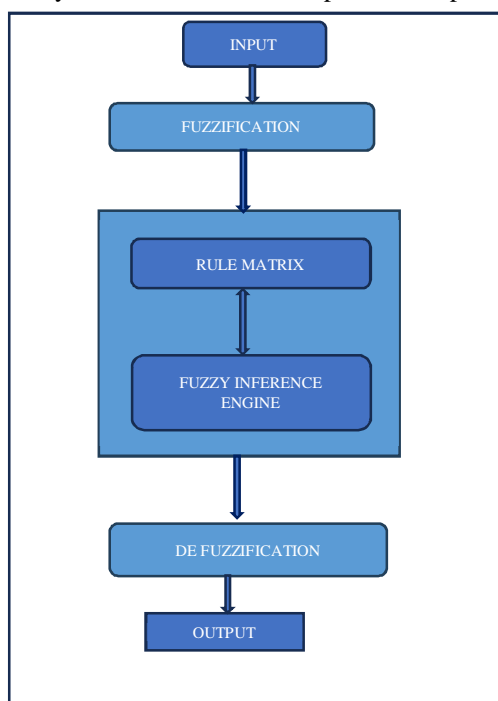 INPUT
FUZZIFICATION
RULE MATRIX
FUZZY INFERENCE
ENGINE
DE FUZZIFICATION
OUTPUT